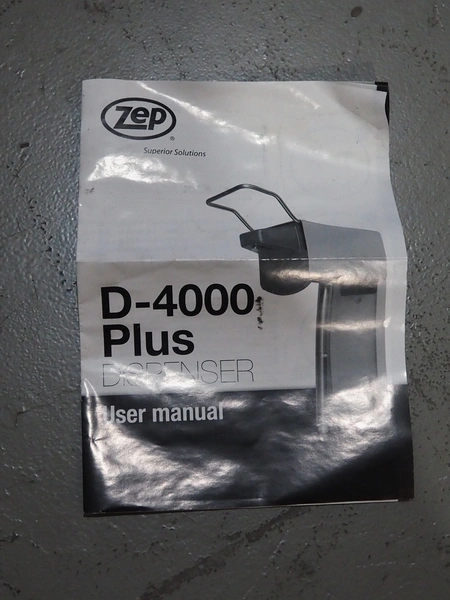 Zep
Superior Solutions
D-4000
Plus
DISPENSER
User manual